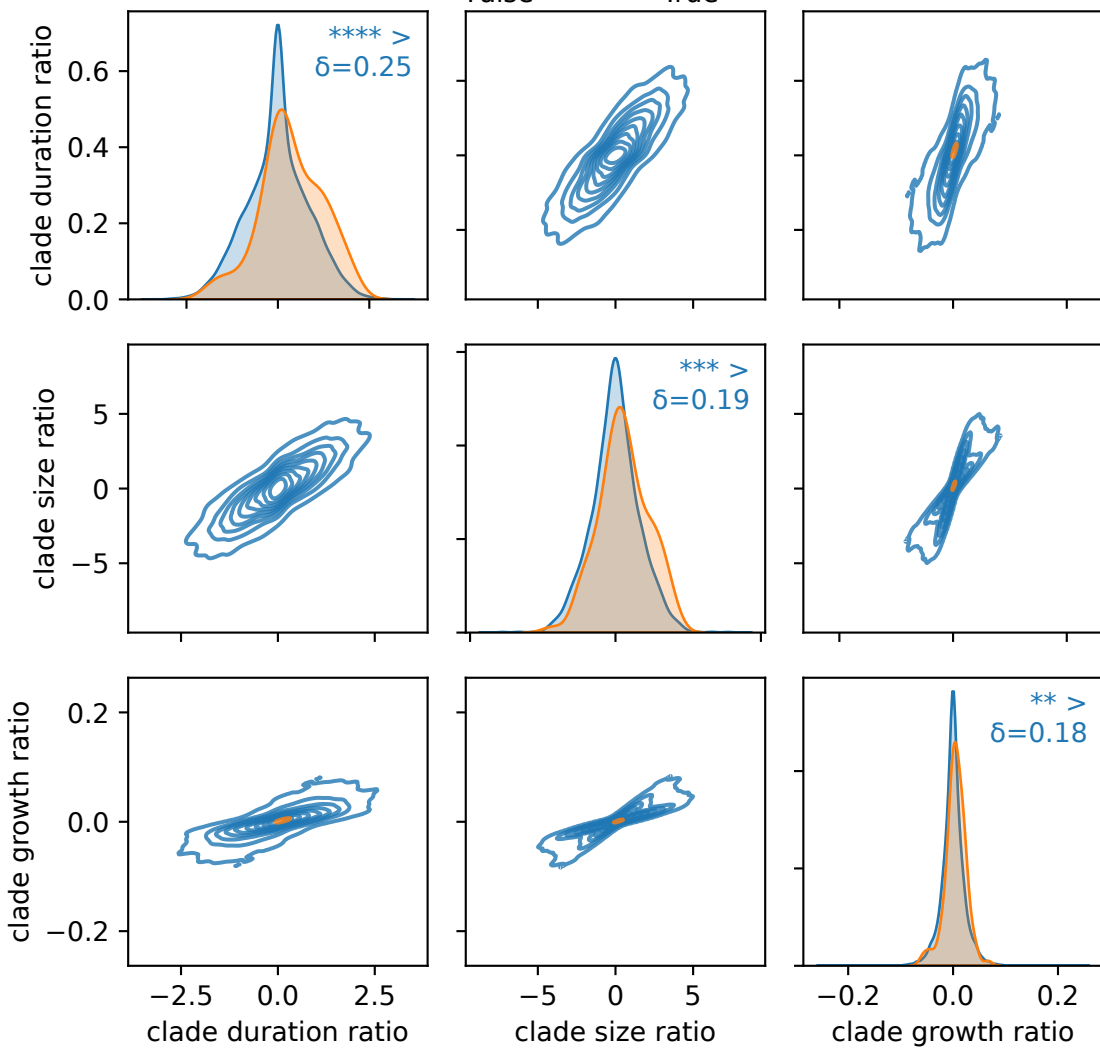 clade duration ratio
0.6
0.4
0.2
0.0
**** >
δ=0.25
clade size ratio
5
0
−5
*** >
δ=0.19
clade growth ratio
0.2
0.0
−0.2
** >
δ=0.18
−2.5 0.0 2.5
−5 0 5
−0.2 0.0 0.2
clade duration ratio
clade size ratio
clade growth ratio